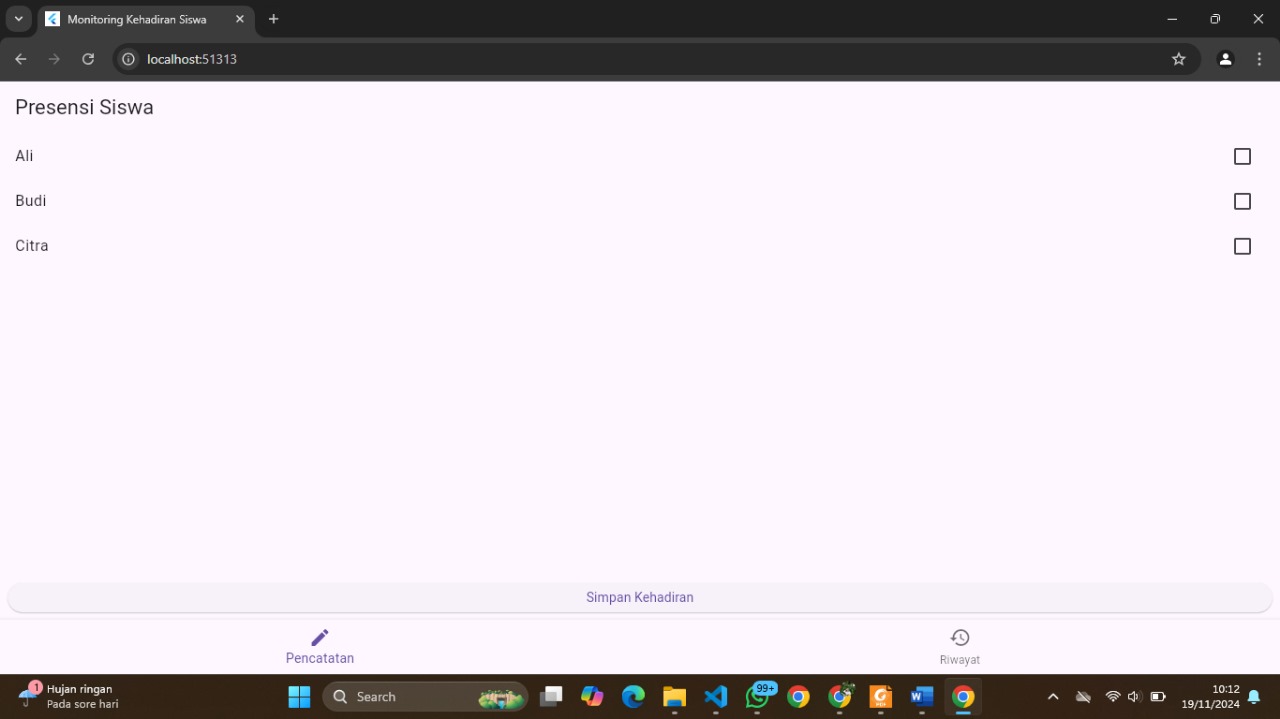 Monitoring Kehadiran Siswa
localhost:51313
Presensi Siswa
Ali
Budi
Citra
Simpan Kehadiran
Pencatatan
Riwayat
1
Hujan ringan
Pada sore hari
Search
99+
PDF
W
10:12
19/11/2024